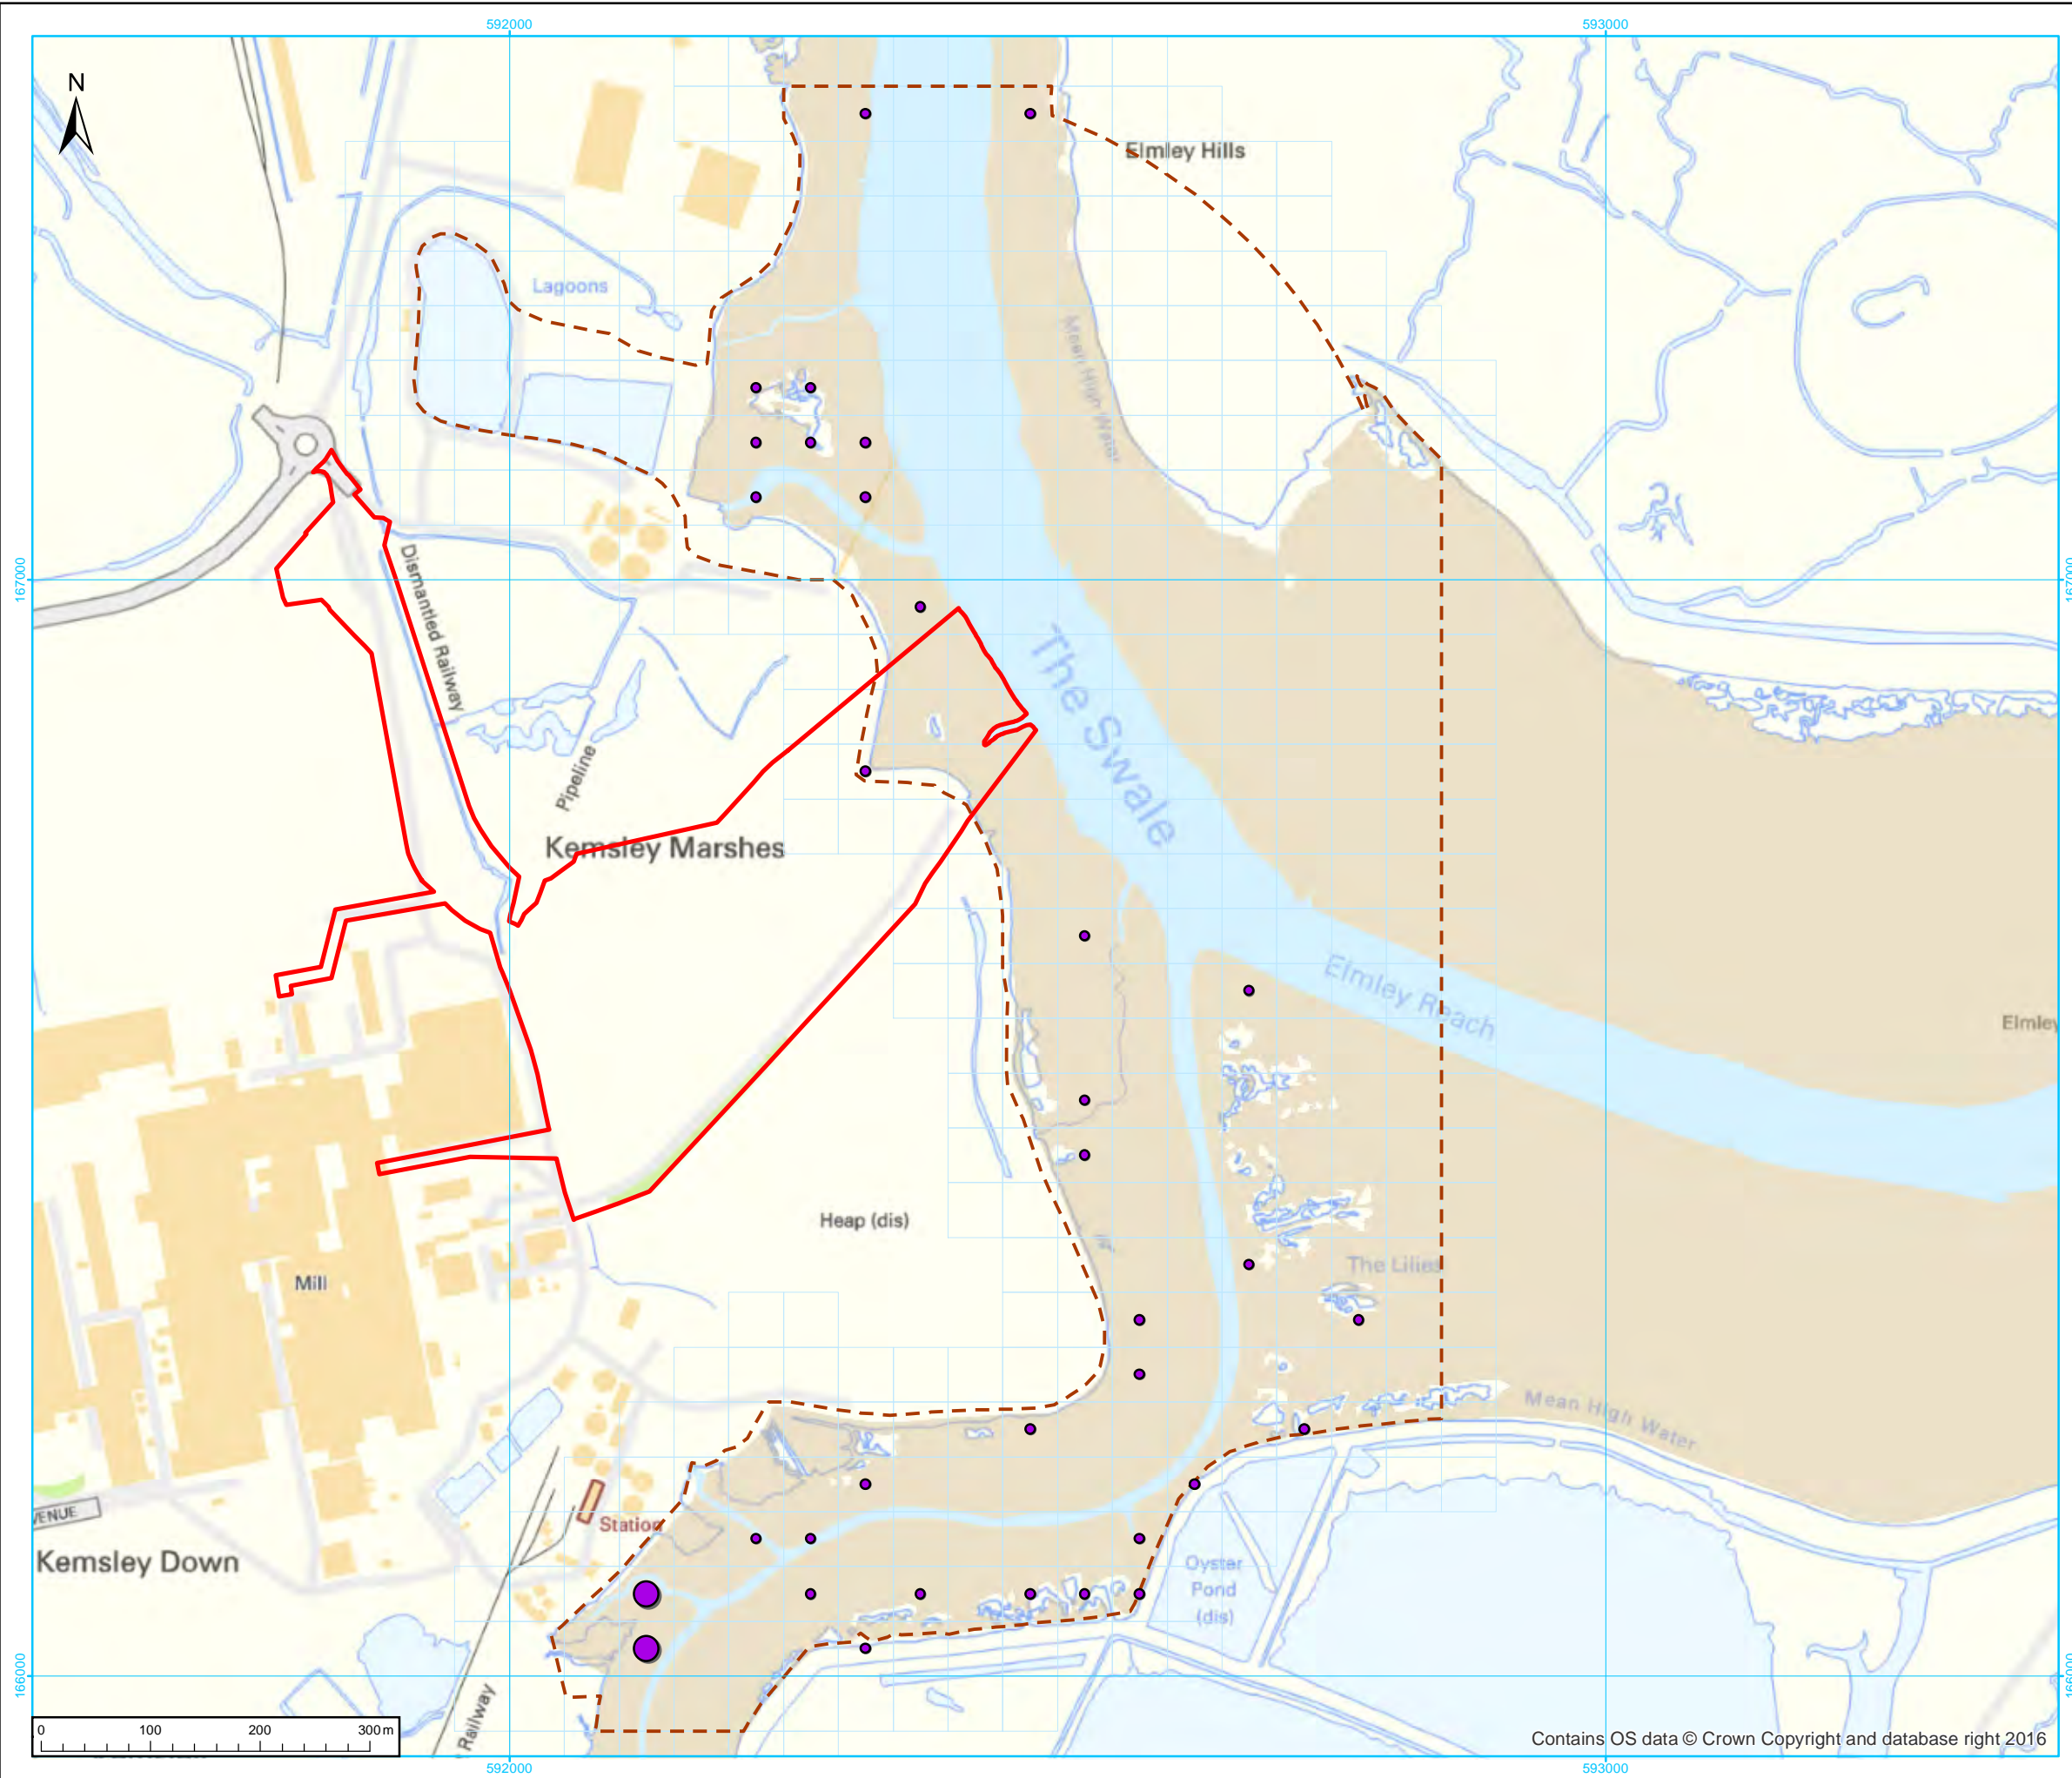 592000
593000
N
Elmley Hills
Lagoons
Mean High Water
167000
167000
Dismantled Railway
The Swale
Pipeline
Kemsley Marshes
Elmley Reach
Elmley
Heap (dis)
The Lilies
Mill
Mean High Water
VENUE
Station
Kemsley Down
Oyster
Pond
(dis)
166000
166000
Railway
0 100 200 300 m
Contains OS data © Crown Copyright and database right 2016
592000
593000